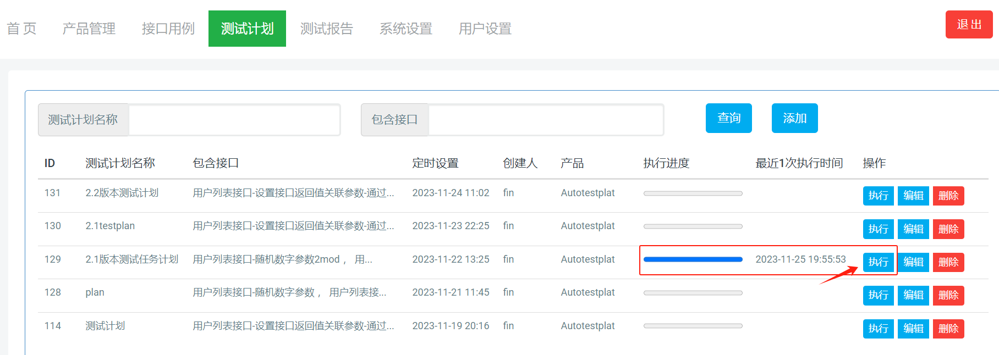 首 页 产品管理 接口用例 测试计划 测试报告 系统设置 用户设置 退 出
测试计划名称 包含接口 查询 添加
ID 测试计划名称 包含接口 定时设置 创建人 产品 执行进度 最近1次执行时间 操作
131 2.2版本测试计划 用户列表接口-设置接口返回值关联参数-通过... 2023-11-24 11:02 fin Autotestplat 执行 编辑 删除
130 2.1testplan 用户列表接口-设置接口返回值关联参数-通过... 2023-11-23 22:25 fin Autotestplat 执行 编辑 删除
129 2.1版本测试任务计划 用户列表接口-随机数字参数2mod， 用... 2023-11-22 13:25 fin Autotestplat 2023-11-25 19:55:53 执行 编辑 删除
128 plan 用户列表接口-随机数字参数， 用户列表接... 2023-11-21 11:45 fin Autotestplat 执行 编辑 删除
114 测试计划 用户列表接口-设置接口返回值关联参数-通过... 2023-11-19 20:16 fin Autotestplat 执行 编辑 删除